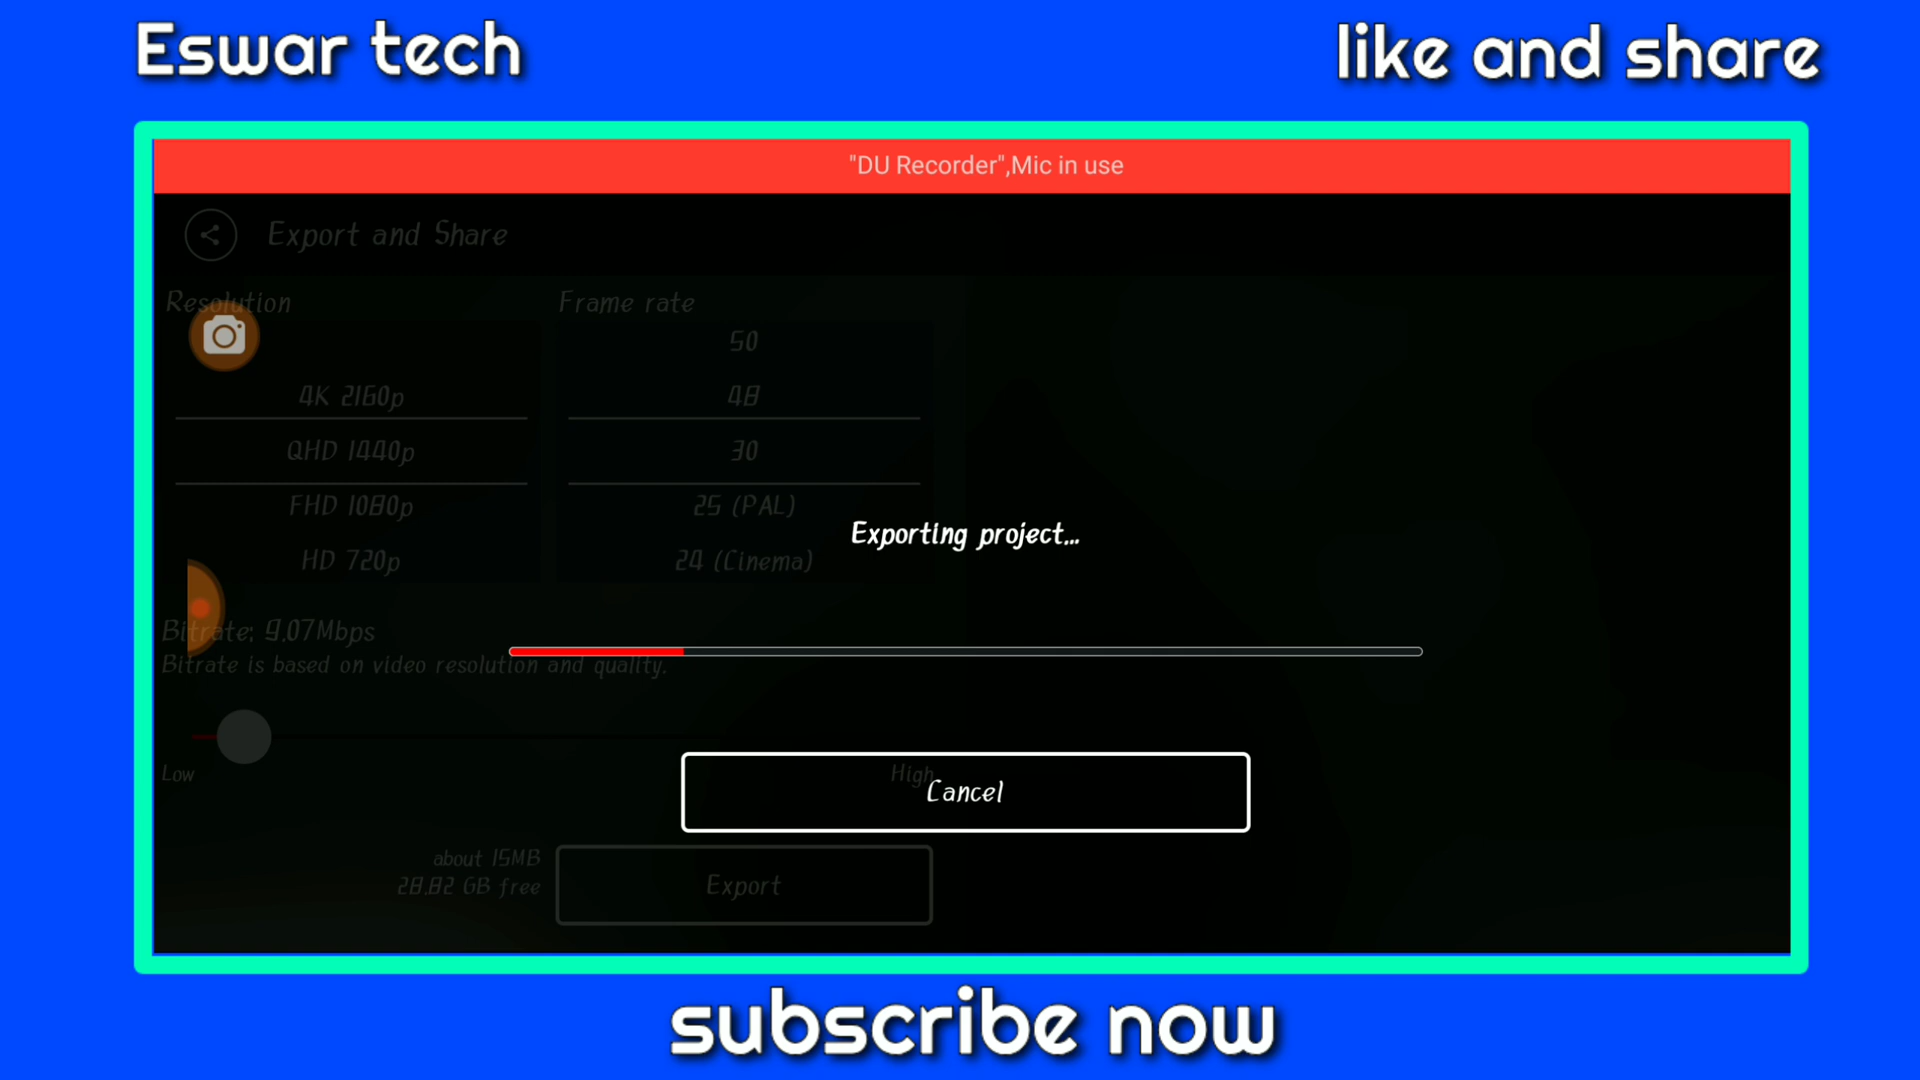 Eswar tech
like and share
"DU Recorder",Mic in use
Export and Share
Resolution
Frame rate
50
4K 2160p
48
QHD 1440p
30
FHD 1080p
25 (PAL)
Exporting project...
HD 720p
24 (Cinema)
Bitrate: 9.07Mbps
Bitrate is based on video resolution and quality.
Low
High
Cancel
about 15MB
28.82 GB free
Export
subscribe now